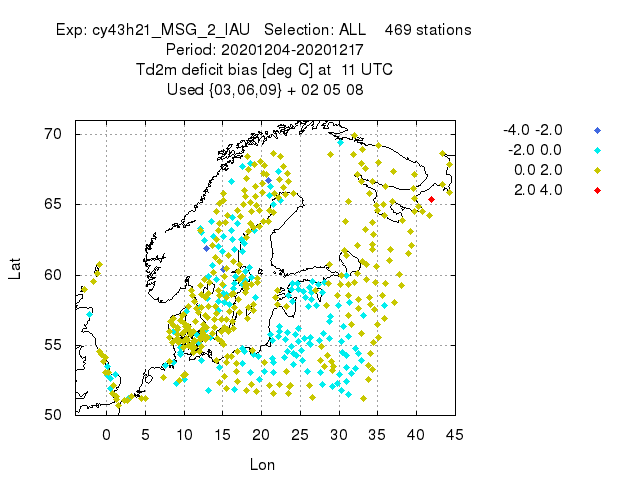 Exp: cy43h21_MSG_2_IAU Selection: ALL 469 stations
Period: 20201204-20201217
Td2m deficit bias [deg C] at 11 UTC
Used {03,06,09} + 02 05 08
-4.0 -2.0
-2.0 0.0
0.0 2.0
2.0 4.0
70
65
60
55
50
Lat
0 5 10 15 20 25 30 35 40 45
Lon